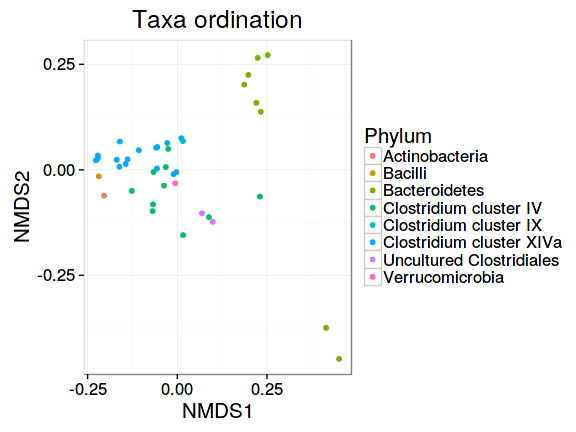 Taxa ordination
0.25
0.00
-0.25
NMDS2
-0.25
0.00
0.25
NMDS1
Phylum
Actinobacteria
Bacilli
Bacteroidetes
Clostridium cluster IV
Clostridium cluster IX
Clostridium cluster XIVa
Uncultured Clostridiales
Verrucomicrobia